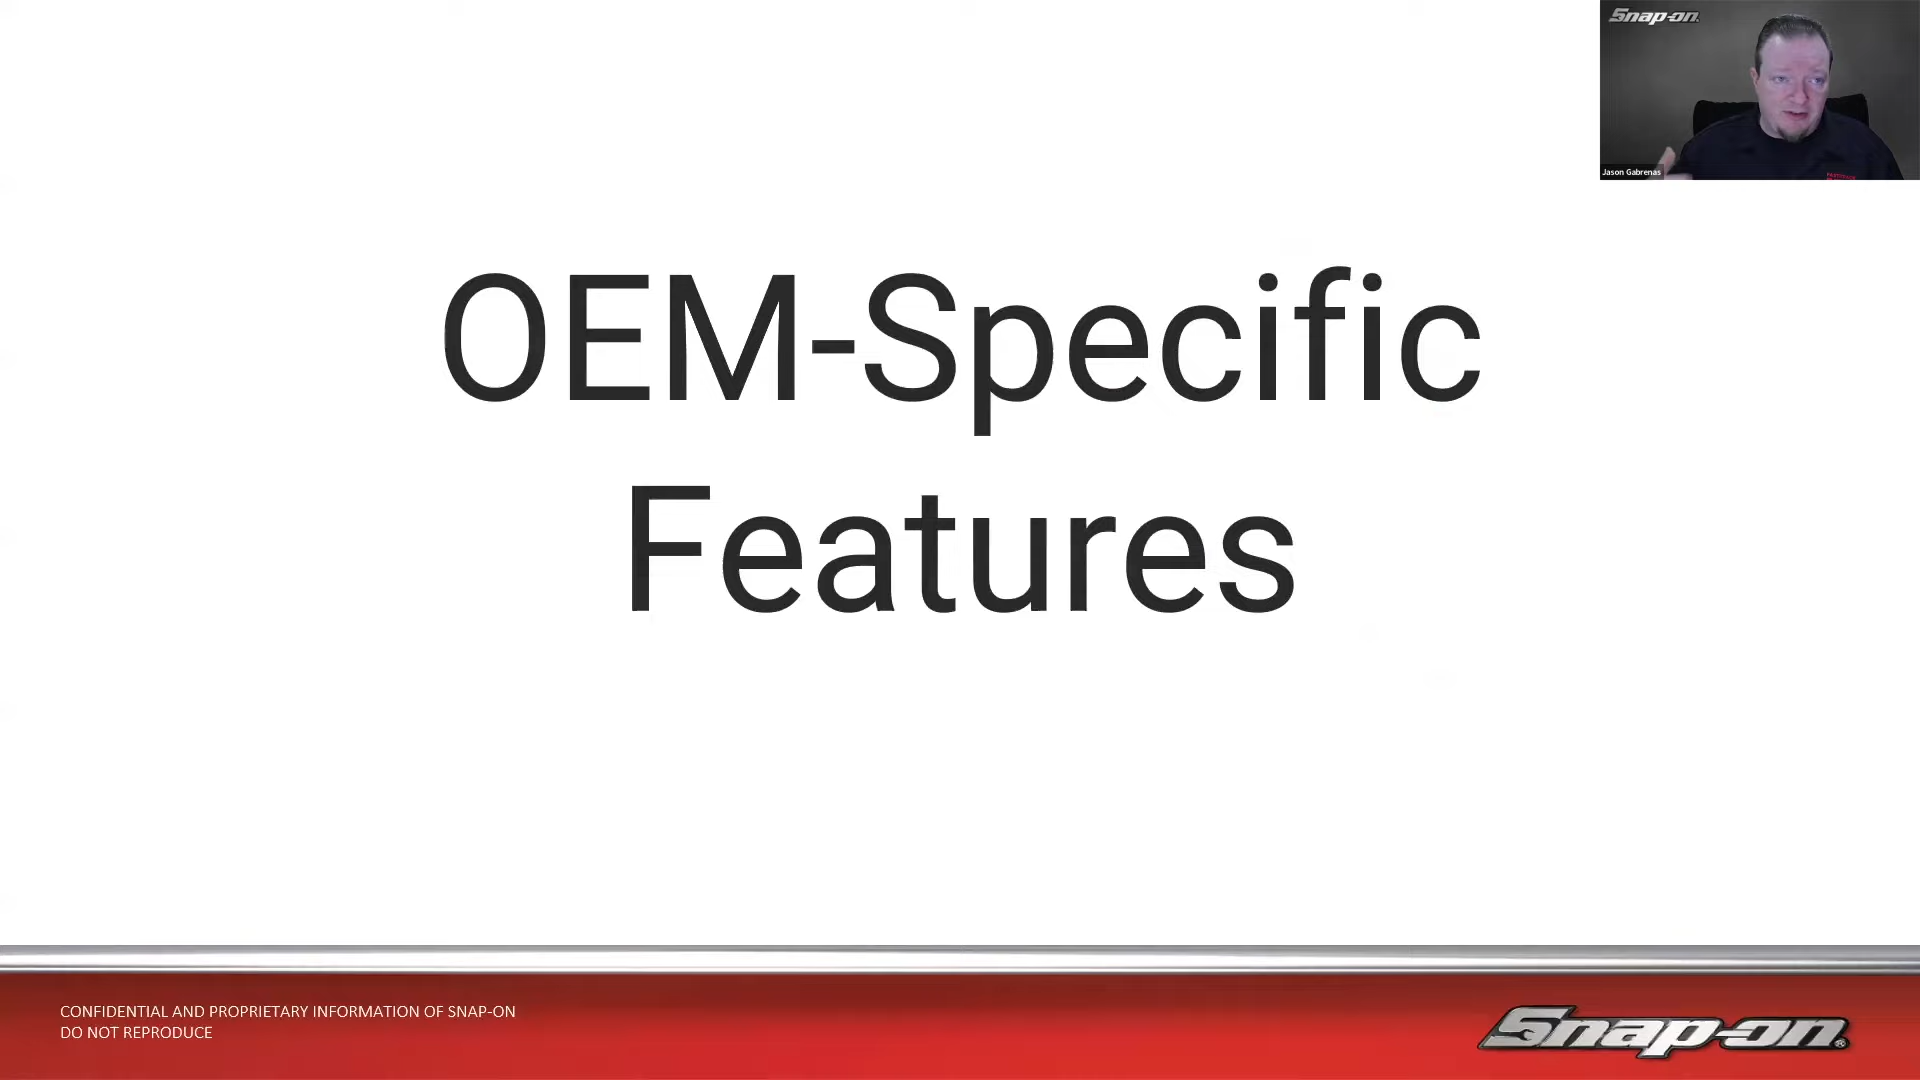 Snap-on
Jason Gabrenas
OEM-Specific
Features
CONFIDENTIAL AND PROPRIETARY INFORMATION OF SNAP-ON
DO NOT REPRODUCE
Snap-on®